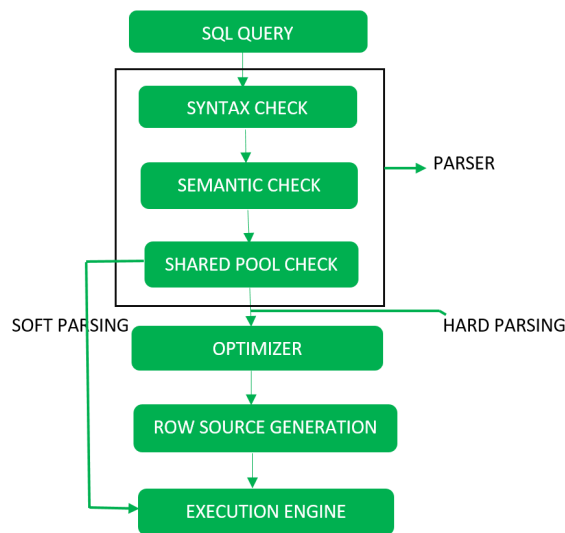 SQL QUERY
SYNTAX CHECK
PARSER
SEMANTIC CHECK
SHARED POOL CHECK
SOFT PARSING
HARD PARSING
OPTIMIZER
ROW SOURCE GENERATION
EXECUTION ENGINE